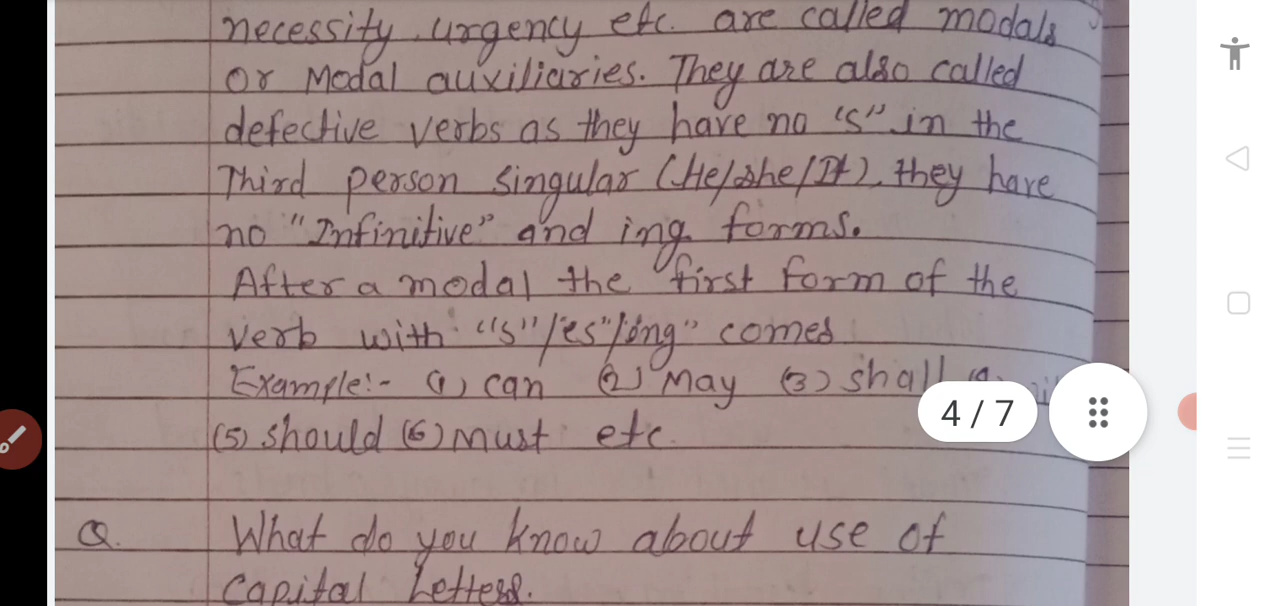 necessity urgency etc. are called modals
or Modal auxiliaries. They are also called
defective verbs as they have no "s" in the
Third person singular (He/she/It), they have
no "Infinitive" and ing forms.
After a modal the first form of the
verb with "s"/es"/ing" comes
Example:- (1) can (2) May (3) shall
(5) should (6) Must etc.
4 / 7
Q. What do you know about use of
Capital Letters.